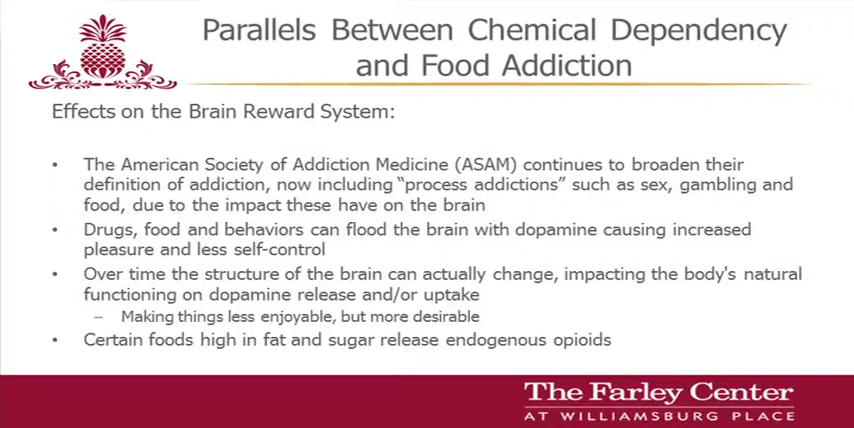 Parallels Between Chemical Dependency
and Food Addiction
Effects on the Brain Reward System:
• The American Society of Addiction Medicine (ASAM) continues to broaden their
definition of addiction, now including “process addictions” such as sex, gambling and
food, due to the impact these have on the brain
• Drugs, food and behaviors can flood the brain with dopamine causing increased
pleasure and less self-control
• Over time the structure of the brain can actually change, impacting the body's natural
functioning on dopamine release and/or uptake
– Making things less enjoyable, but more desirable
• Certain foods high in fat and sugar release endogenous opioids
The Farley Center
AT WILLIAMSBURG PLACE